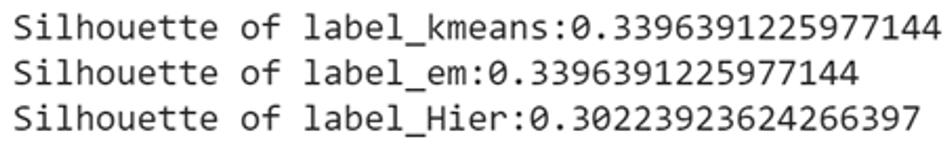 Silhouette of label_kmeans:0.3396391225977144
Silhouette of label_em:0.3396391225977144
Silhouette of label_Hier:0.30223923624266397